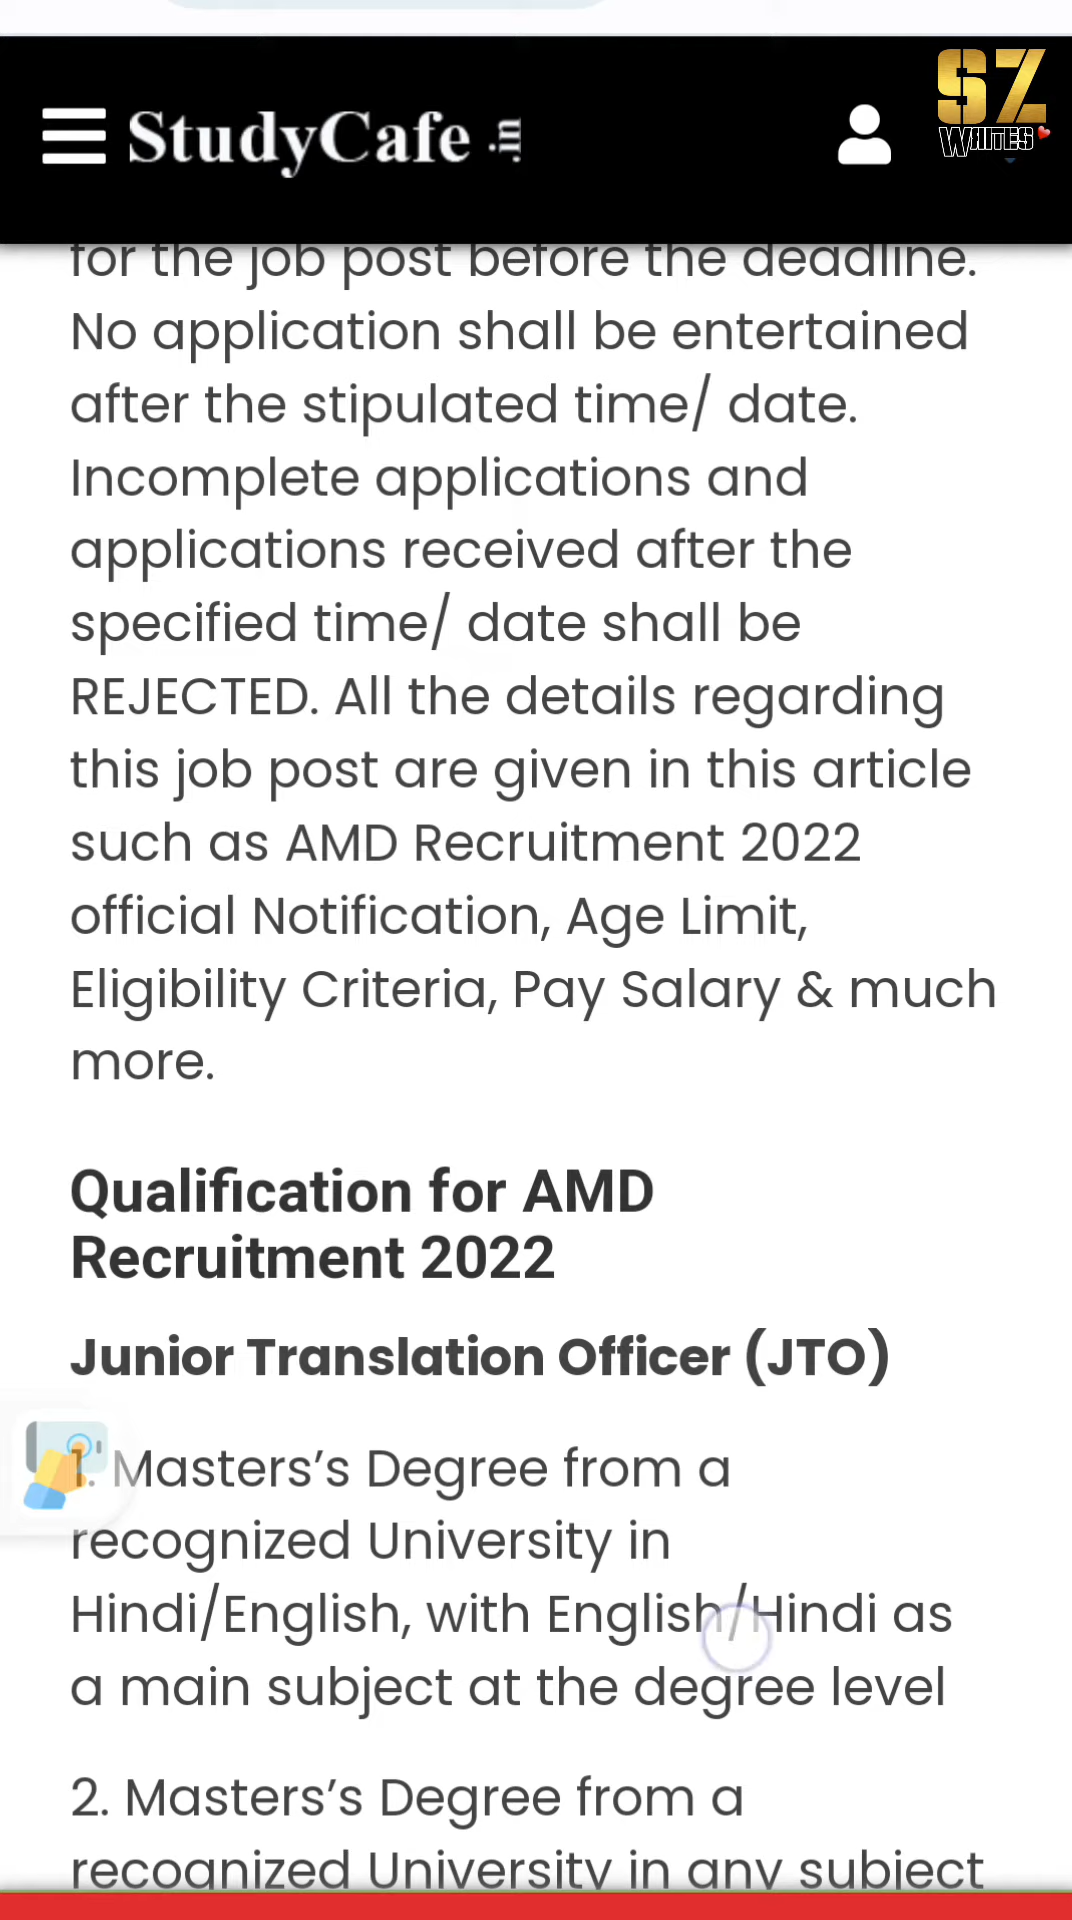 StudyCafe .in
SZ
WRITES
for the job post before the deadline.
No application shall be entertained
after the stipulated time/ date.
Incomplete applications and
applications received after the
specified time/ date shall be
REJECTED. All the details regarding
this job post are given in this article
such as AMD Recruitment 2022
official Notification, Age Limit,
Eligibility Criteria, Pay Salary & much
more.
Qualification for AMD
Recruitment 2022
Junior Translation Officer (JTO)
1. Masters’s Degree from a
recognized University in
Hindi/English, with English/Hindi as
a main subject at the degree level
2. Masters’s Degree from a
recognized University in any subject